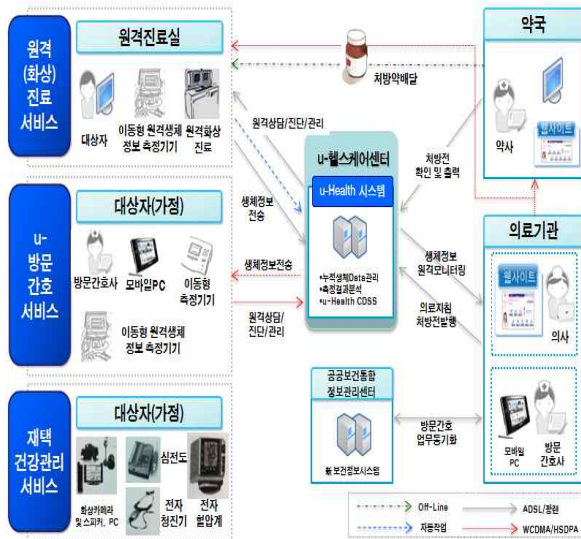 원격
(화상)
진료
서비스
원격진료실
대상자
이동형 원격생체
정보 측정기기
원격화상
진료
처방약배달
약국
약사
웹사이트
원격상담/진단/관리
u-헬스케어센터
u-Health 시스템
•누적생체Data관리
•측정결과분석
•u-Health CDSS
처방전
확인 및 출력
생체정보
전송
u-
방문
간호
서비스
대상자(가정)
방문간호사
모바일PC
이동형
측정기기
이동형 원격생체
정보 측정기기
생체정보전송
원격상담/
진단/관리
생체정보
원격모니터링
의료지침
처방전발행
의료기관
웹사이트
의사
모바일
PC
방문
간호사
공공보건통합
정보관리센터
新 보건정보시스템
방문간호
업무동기화
재택
건강관리
서비스
대상자(가정)
화상카메라
및 스피커, PC
심전도
전자
청진기
전자
혈압계
Off-Line
ADSL/광랜
자동작업
WCDMA/HSDPA